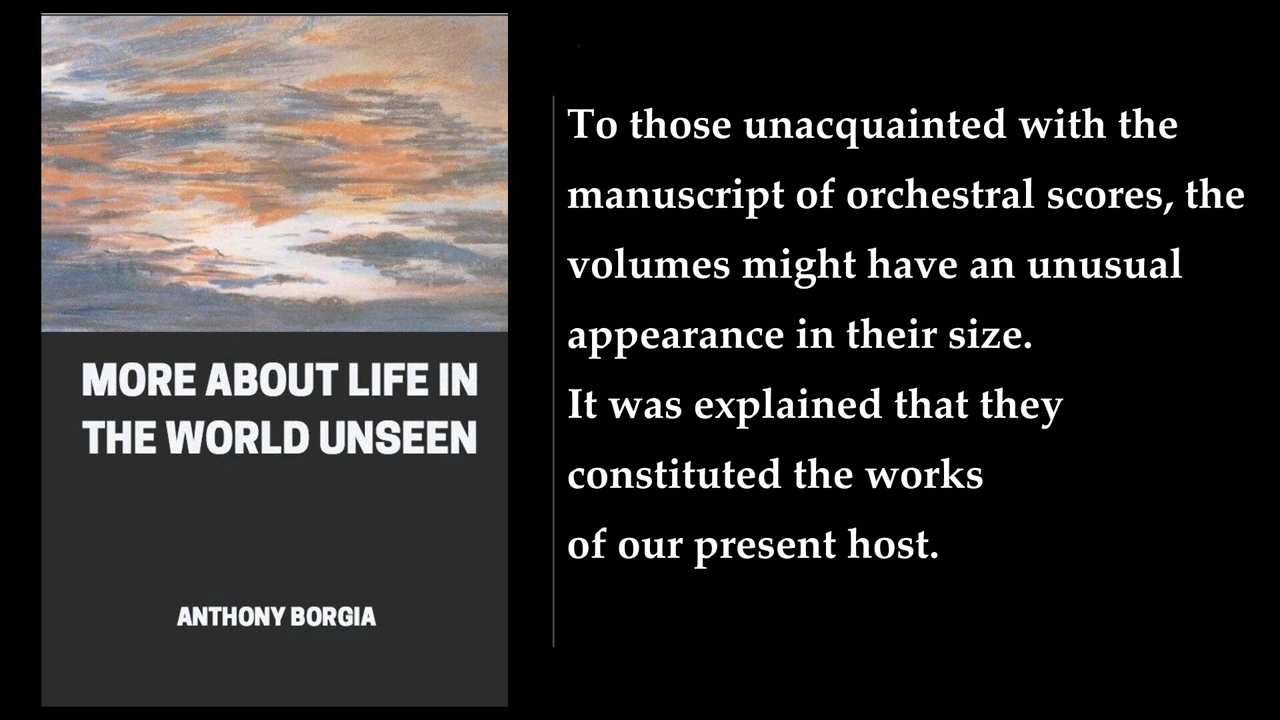 MORE ABOUT LIFE IN
THE WORLD UNSEEN
ANTHONY BORGIA
To those unacquainted with the
manuscript of orchestral scores, the
volumes might have an unusual
appearance in their size.
It was explained that they
constituted the works
of our present host.